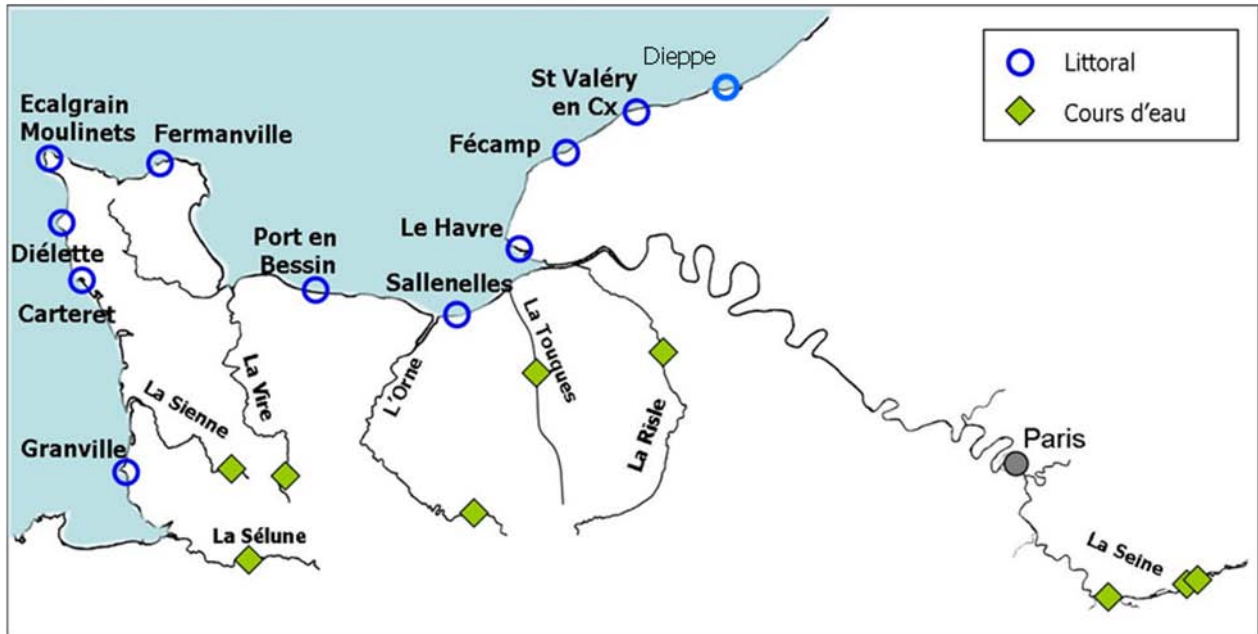 Dieppe
St Valéry
en Cx
Littoral
Cours d'eau
Ecalgrain
Moulinets
Fermanville
Fécamp
Le Havre
Port en
Bessin
Sallenelles
Diélette
Carteret
La Touques
La Vire
L'Orne
La Sienne
La Risle
Granville
Paris
La Sélune
La Seine